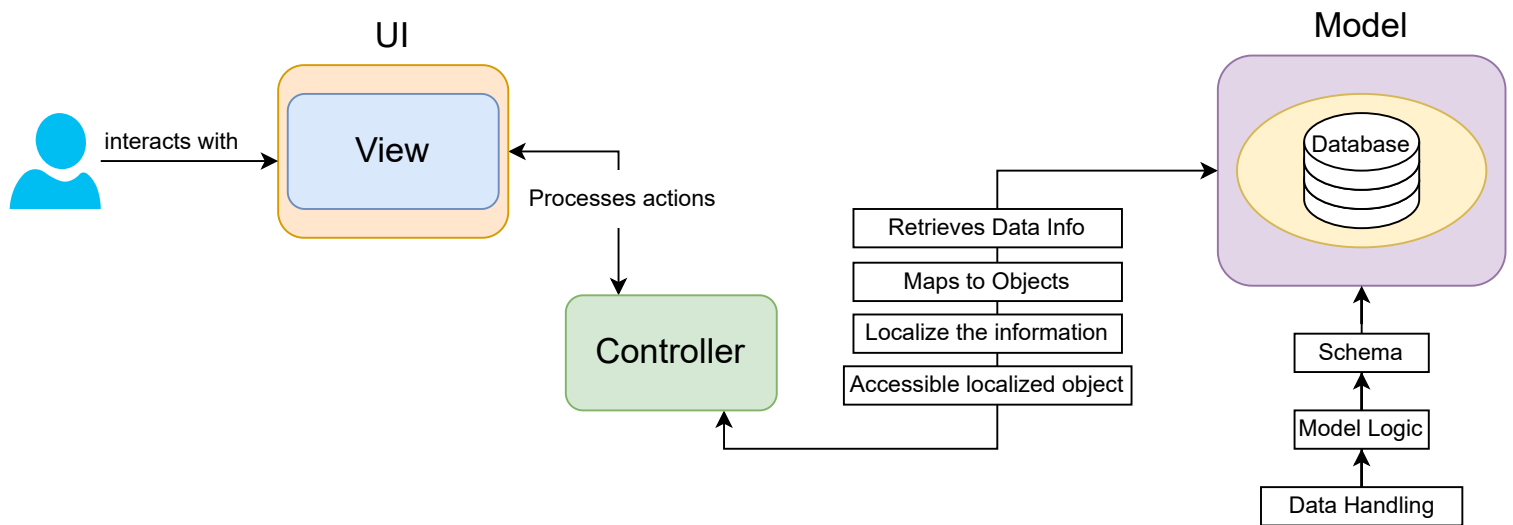 UI
Model
interacts with
View
Database
Processes actions
Retrieves Data Info
Maps to Objects
Localize the information
Accessible localized object
Controller
Schema
Model Logic
Data Handling